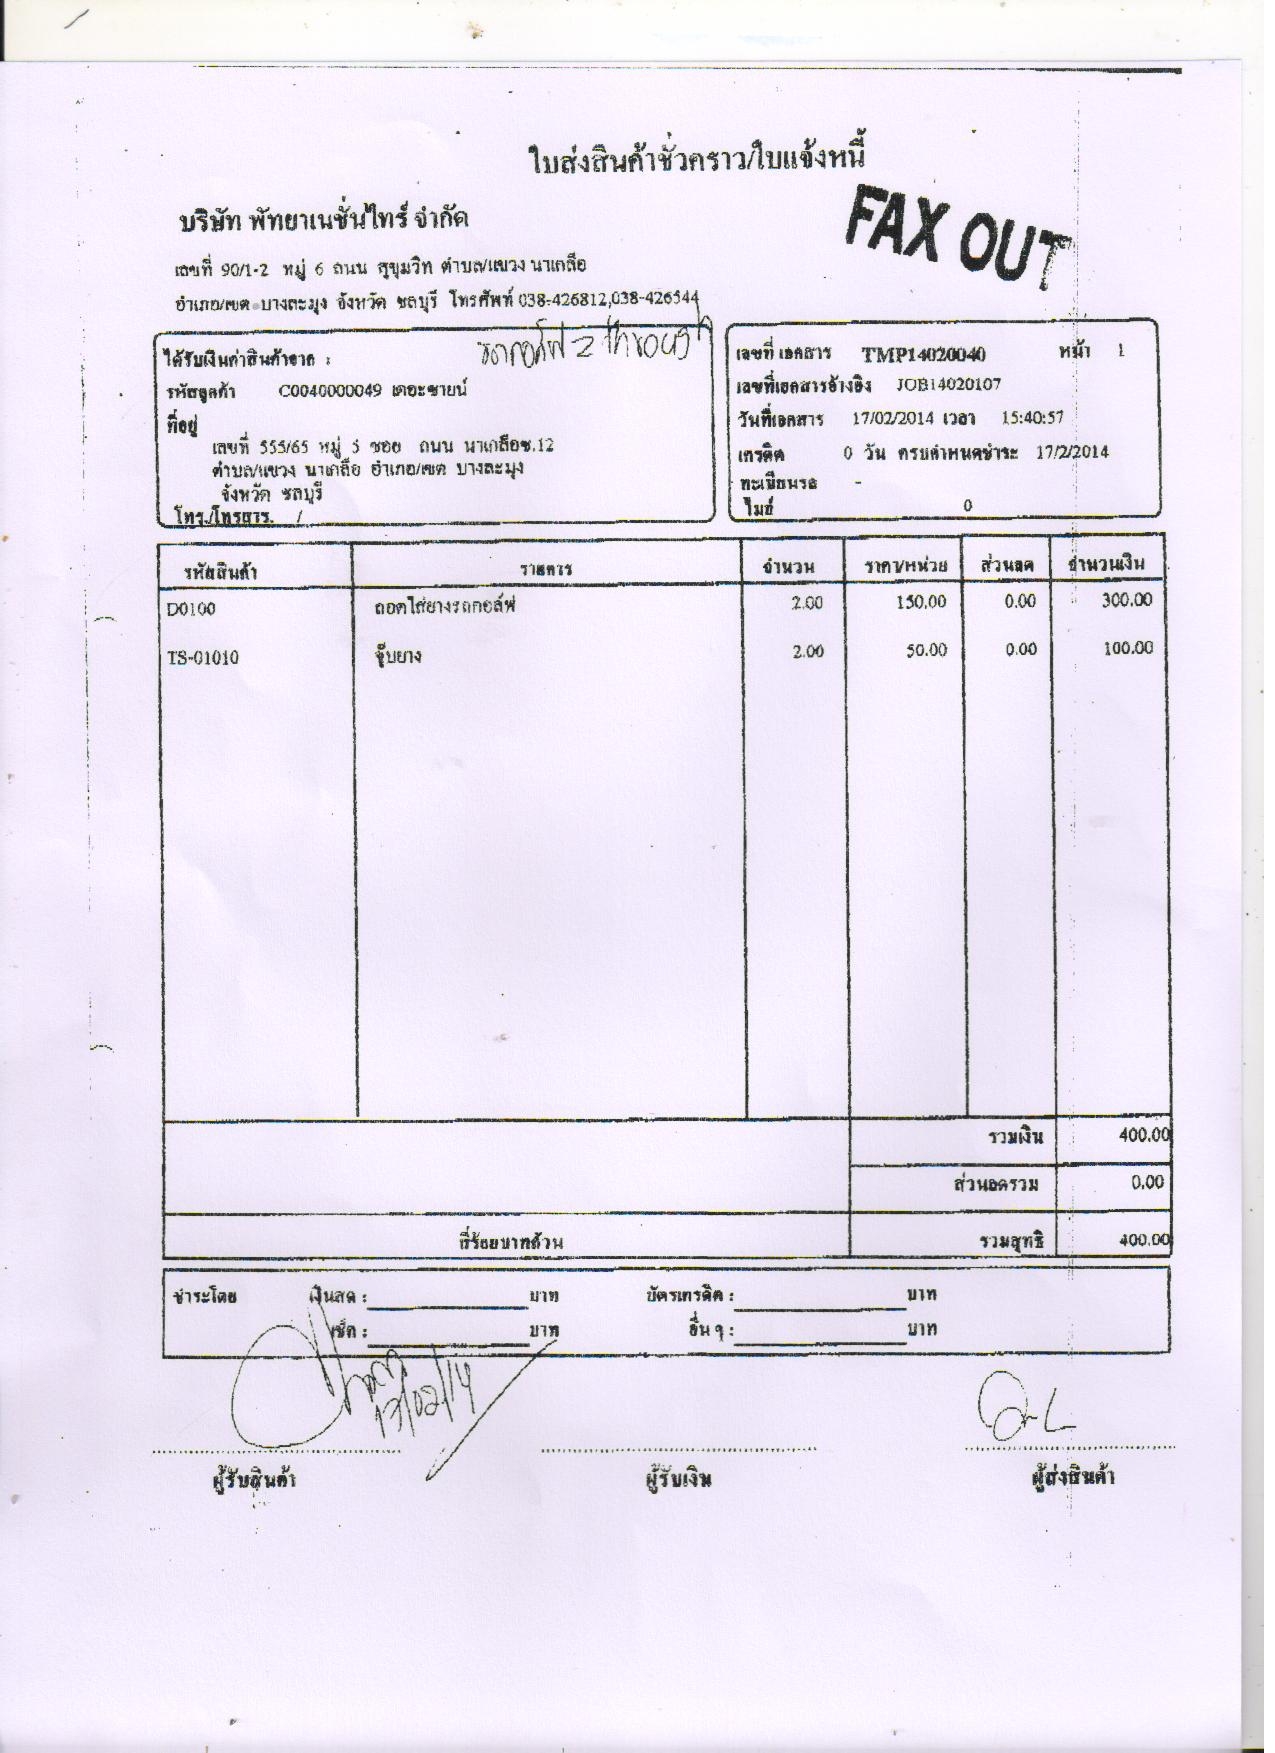 ใบส่งสินค้าชั่วคราว/ใบแจ้งหนี้
FAX OUT
บริษัท พัทยาเนชั่นไทร์ จำกัด
เลขที่ 90/1-2 หมู่ 6 ถนน สุขุมวิท ตำบล/แขวง นาเกลือ
อำเภอ/เขต บางละมุง จังหวัด ชลบุรี โทรศัพท์ 038-426812,038-426544
ได้รับเงินค่าสินค้าจาก :
รหัสลูกค้า C0040000049 เดอะซายน์
ที่อยู่
เลขที่ 555/65 หมู่ 5 ซอย ถนน นาเกลือซ.12
ตำบล/แขวง นาเกลือ อำเภอ/เขต บางละมุง
จังหวัด ชลบุรี
โทร./โทรสาร. /
เลขที่ เอกสาร TMP14020040 หน้า 1
เลขที่เอกสารอ้างอิง JOB14020107
วันที่เอกสาร 17/02/2014 เวลา 15:40:57
เครดิต 0 วัน ครบกำหนดชำระ 17/2/2014
ทะเบียนรถ -
ไมล์ 0
รหัสสินค้า รายการ จำนวน ราคา/หน่วย ส่วนลด จำนวนเงิน
D0100 ถอดใส่ยางรถกอล์ฟ 2.00 150.00 0.00 300.00
TS-01010 จุ๊บยาง 2.00 50.00 0.00 100.00
รวมเงิน 400.00
ส่วนลดรวม 0.00
สี่ร้อยบาทถ้วน รวมสุทธิ 400.00
ชำระโดย เงินสด : บาท บัตรเครดิต : บาท
เช็ค : บาท อื่น ๆ : บาท
17/02/14
ผู้รับสินค้า ผู้รับเงิน ผู้ส่งสินค้า